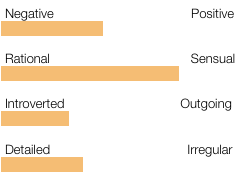 Negative Positive
Rational Sensual
Introverted Outgoing
Detailed Irregular